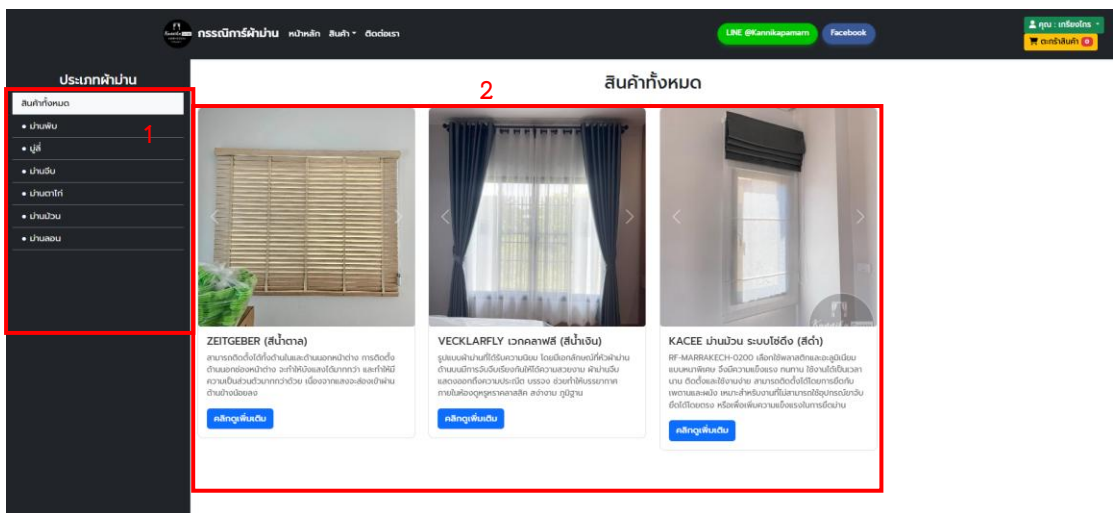 กรรณิการ์ผ้าม่าน หน้าหลัก สินค้า ติดต่อเรา
LINE @Kannikapamarn
Facebook
คุณ : เกรียงไกร
ตะกร้าสินค้า 0
ประเภทผ้าม่าน
สินค้าทั้งหมด
1
ม่านพับ
มู่ลี่
ม่านจีบ
ม่านตาไก่
ม่านม้วน
ม่านลอน
สินค้าทั้งหมด
2
ZEITGEBER (สีน้ำตาล)
สามารถติดตั้งได้ทั้งด้านในและด้านนอกหน้าต่าง การติดตั้ง
ด้านนอกช่องหน้าต่าง จะทำให้บังแสงได้มากกว่า และทำให้มี
ความเป็นส่วนตัวมากกว่าด้วย เนื่องจากแสงจะส่องเข้าผ่าน
ด้านข้างน้อยลง
คลิกดูเพิ่มเติม
VECKLARFLY เวกคลาฟลี (สีน้ำเงิน)
รูปแบบผ้าม่านที่ได้รับความนิยม โดยมีเอกลักษณ์ที่หัวผ้าม่าน
ด้านบนมีการจับจีบเรียงกันให้ได้ความสวยงาม ผ้าม่านจีบ
แสดงออกถึงความประณีต บรรจง ช่วยทำให้บรรยากาศ
ภายในห้องดูหรูหราคลาสสิค สง่างาม ภูมิฐาน
คลิกดูเพิ่มเติม
KACEE ม่านม้วน ระบบโซ่ดึง (สีดำ)
RF-MARRAKECH-0200 เลือกใช้พลาสติกและอะลูมิเนียม
แบบหนาพิเศษ จึงมีความแข็งแรง ทนทาน ใช้งานได้เป็นเวลา
นาน ติดตั้งและใช้งานง่าย สามารถติดตั้งได้โดยการยึดกับ
เพดานและผนัง เหมาะสำหรับงานที่ไม่สามารถใช้อุปกรณ์ขาจับ
ยึดได้โดยตรง หรือเพื่อเพิ่มความแข็งแรงในการยึดม่าน
คลิกดูเพิ่มเติม